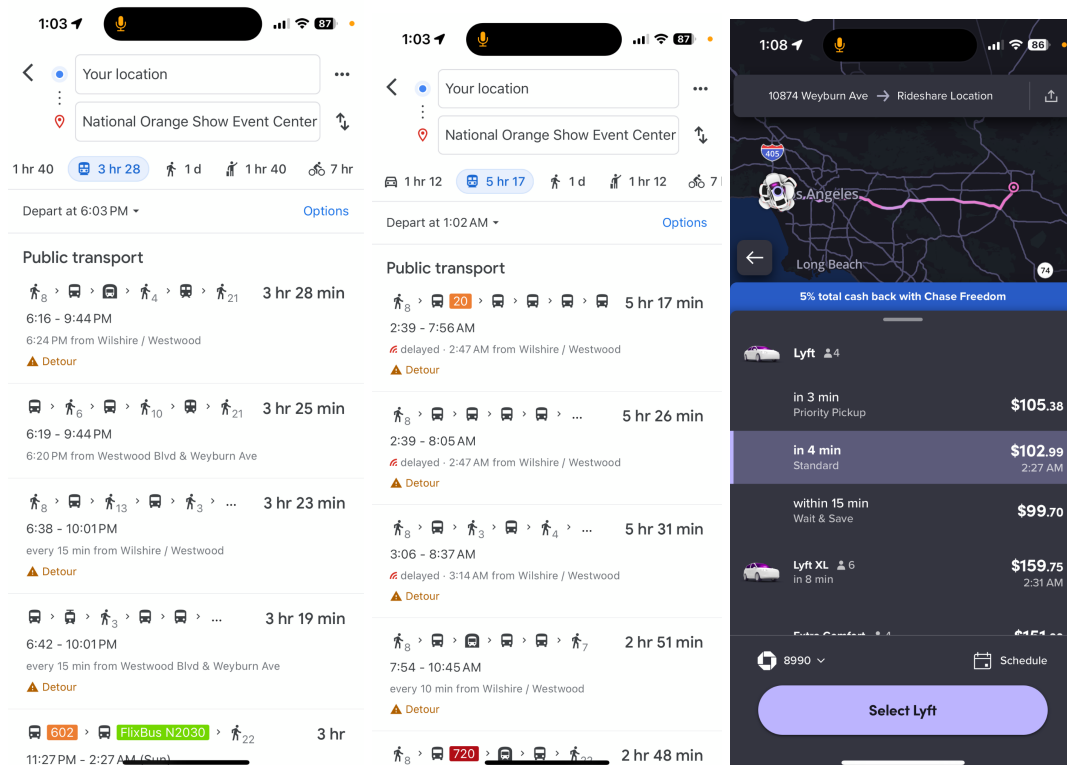 1:03
87
Your location
National Orange Show Event Center
1 hr 40
3 hr 28
1 d
1 hr 40
7 hr
Depart at 6:03 PM
Options
Public transport
8
4
21
3 hr 28 min
6:16 - 9:44 PM
6:24 PM from Wilshire / Westwood
Detour
6
10
21
3 hr 25 min
6:19 - 9:44 PM
6:20 PM from Westwood Blvd & Weyburn Ave
8
13
3
...
3 hr 23 min
6:38 - 10:01 PM
every 15 min from Wilshire / Westwood
Detour
3
...
3 hr 19 min
6:42 - 10:01 PM
every 15 min from Westwood Blvd & Weyburn Ave
Detour
602
FlixBus N2030
22
3 hr
11:27 PM - 2:27 AM (Sun)
1:03
87
Your location
National Orange Show Event Center
1 hr 12
5 hr 17
1 d
1 hr 12
7
Depart at 1:02 AM
Options
Public transport
8
20
5 hr 17 min
2:39 - 7:56 AM
delayed · 2:47 AM from Wilshire / Westwood
Detour
8
...
5 hr 26 min
2:39 - 8:05 AM
delayed · 2:47 AM from Wilshire / Westwood
Detour
8
3
4
...
5 hr 31 min
3:06 - 8:37 AM
delayed · 3:14 AM from Wilshire / Westwood
Detour
8
7
2 hr 51 min
7:54 - 10:45 AM
every 10 min from Wilshire / Westwood
Detour
8
720
2 hr 48 min
1:08
86
10874 Weyburn Ave → Rideshare Location
405
s Angeles
Long Beach
74
5% total cash back with Chase Freedom
Lyft 4
in 3 min
Priority Pickup
$105.38
in 4 min
Standard
$102.99
2:27 AM
within 15 min
Wait & Save
$99.70
Lyft XL 6
in 8 min
$159.75
2:31 AM
Extra Comfort 4
8990
Schedule
Select Lyft